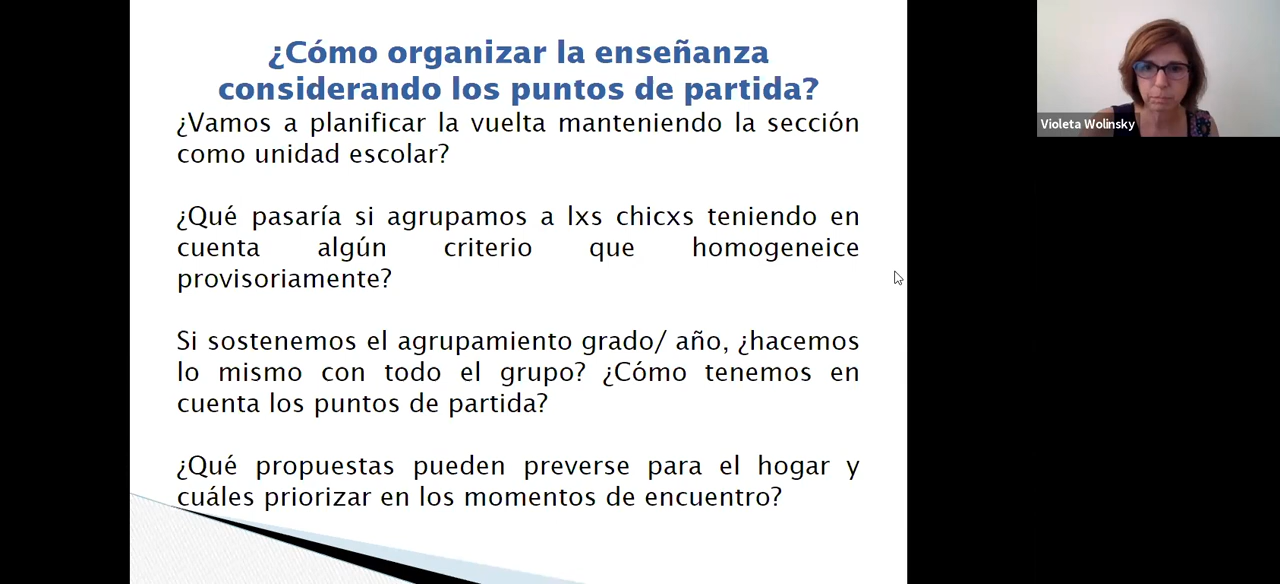 ¿Cómo organizar la enseñanza
considerando los puntos de partida?
¿Vamos a planificar la vuelta manteniendo la sección
como unidad escolar?
¿Qué pasaría si agrupamos a lxs chicxs teniendo en
cuenta algún criterio que homogeneice
provisoriamente?
Si sostenemos el agrupamiento grado/ año, ¿hacemos
lo mismo con todo el grupo? ¿Cómo tenemos en
cuenta los puntos de partida?
¿Qué propuestas pueden preverse para el hogar y
cuáles priorizar en los momentos de encuentro?
Violeta Wolinsky